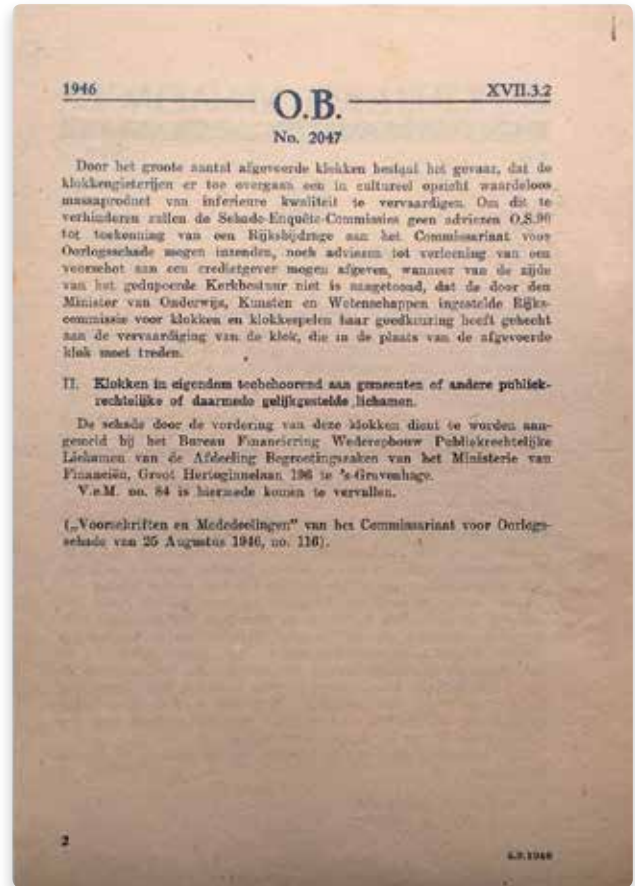 1946
O.B.
XVII.3.2
No. 2047
Door het groote aantal afgevoerde klokken bestaat het gevaar, dat de
klokkengieterijen er toe overgaan een in cultureel opzicht waardeloos
massaproduct van inferieure kwaliteit te vervaardigen. Om dit te
verhinderen zullen de Schade-Enquête-Commissies geen adviezen O.S.96
tot toekenning van een Rijksbijdrage aan het Commissariaat voor
Oorlogsschade mogen inzenden, noch adviezen tot verleening van een
voorschot aan een credietgever mogen afgeven, wanneer van de zijde
van het gedupeerde Kerkbestuur niet is aangetoond, dat de door den
Minister van Onderwijs, Kunsten en Wetenschappen ingestelde Rijks-
commissie voor klokken en klokkespelen haar goedkeuring heeft gehecht
aan de vervaardiging van de klok, die in de plaats van de afgevoerde
klok moet treden.
II. Klokken in eigendom toebehoorend aan gemeenten of andere publiek-
rechtelijke of daarmede gelijkgestelde lichamen.
De schade door de vordering van deze klokken dient te worden aan-
gemeld bij het Bureau Financiering Wederopbouw Publiekrechtelijke
Lichamen van de Afdeeling Begrootingszaken van het Ministerie van
Financiën, Groot Hertoginnelaan 196 te 's-Gravenhage.
V.e.M. no. 84 is hiermede komen te vervallen.
(„Voorschriften en Mededeelingen" van het Commissariaat voor Oorlogs-
schade van 25 Augustus 1946, no. 116).
2